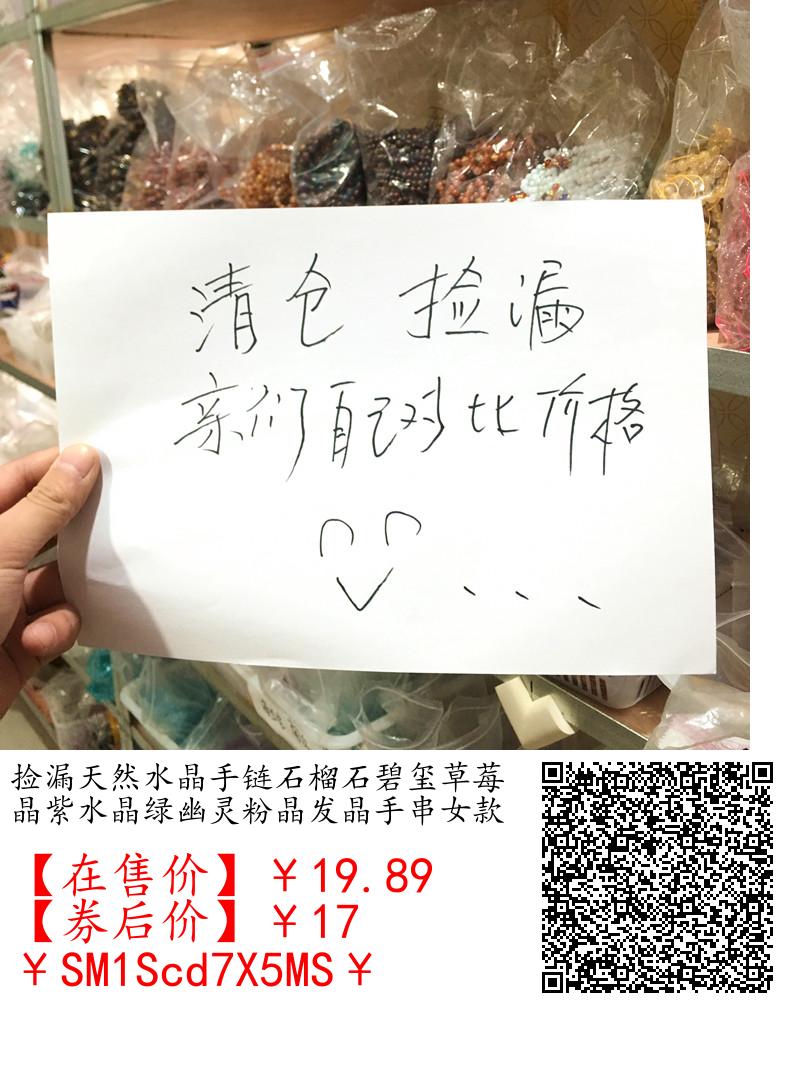 清仓 捡漏
亲们自己对比价格
捡漏天然水晶手链石榴石碧玺草莓
晶紫水晶绿幽灵粉晶发晶手串女款
【在售价】￥19.89
【券后价】￥17
￥SM1Scd7X5MS￥